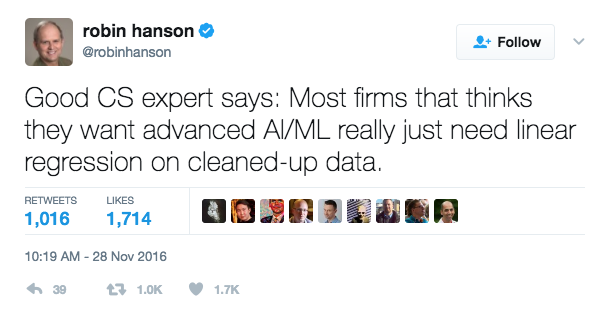 robin hanson
@robinhanson
Follow
Good CS expert says: Most firms that thinks
they want advanced AI/ML really just need linear
regression on cleaned-up data.
RETWEETS LIKES
1,016 1,714
10:19 AM - 28 Nov 2016
39 1.0K 1.7K